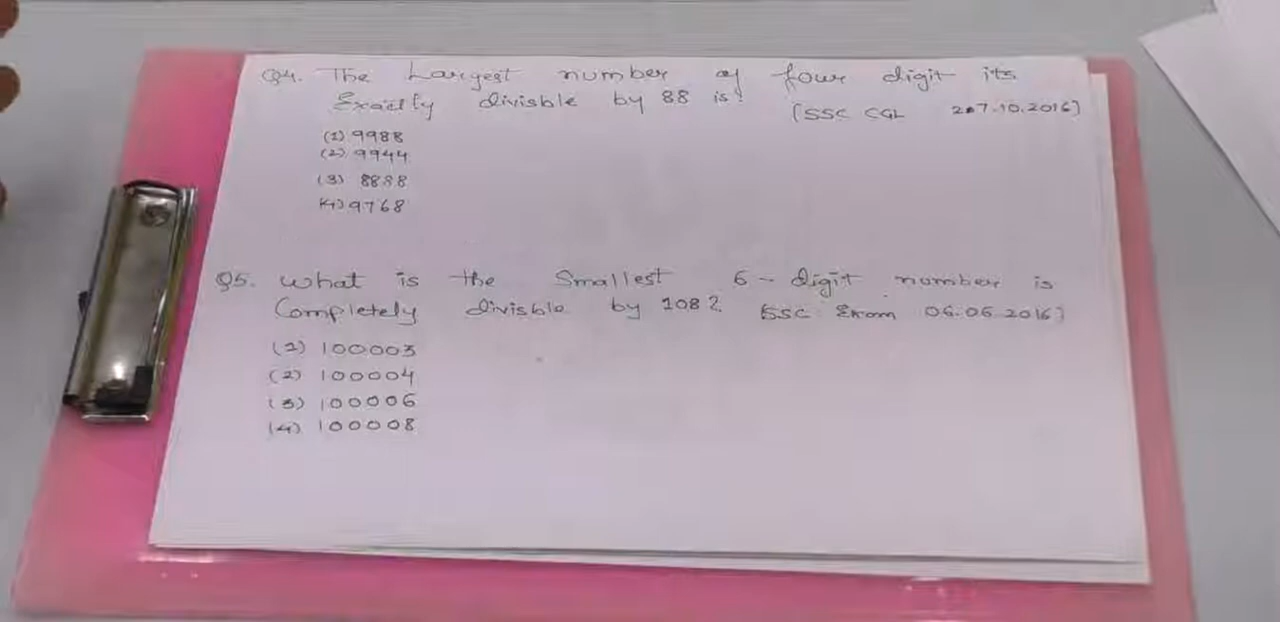 Q4. The Largest number of four digit its
Exactly divisble by 88 is?
(SSC CGL 27.10.2016)
(1) 9988
(2) 9944
(3) 8888
(4) 9768
Q5. What is the Smallest 6-digit number is
Completely divisble by 108? (SSC Exam 06.06.2016)
(1) 100003
(2) 100004
(3) 100006
(4) 100008